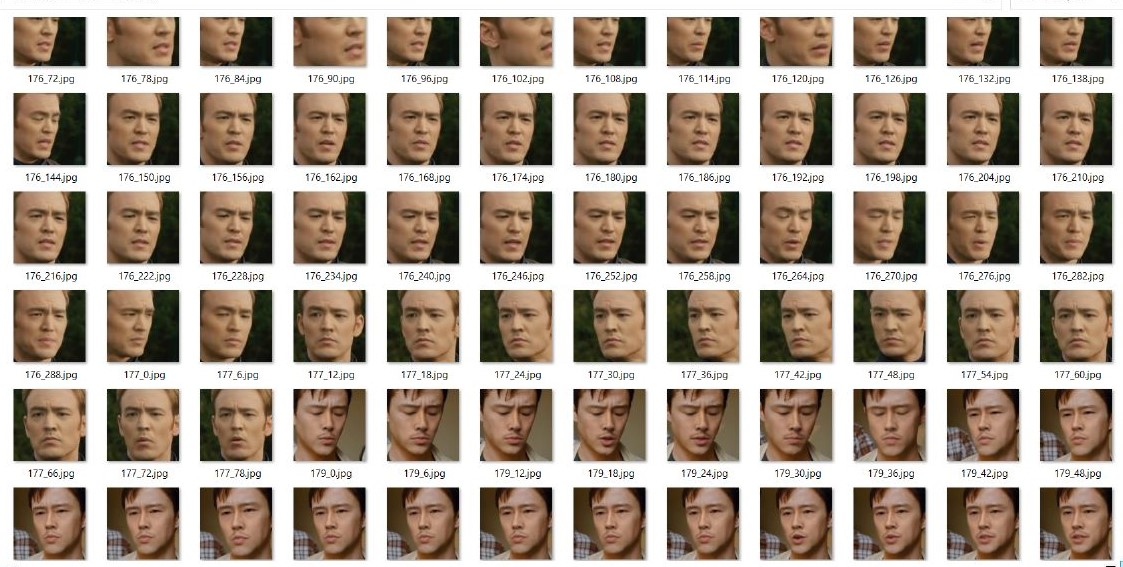 176_72.jpg 176_78.jpg 176_84.jpg 176_90.jpg 176_96.jpg 176_102.jpg 176_108.jpg 176_114.jpg 176_120.jpg 176_126.jpg 176_132.jpg 176_138.jpg
176_144.jpg 176_150.jpg 176_156.jpg 176_162.jpg 176_168.jpg 176_174.jpg 176_180.jpg 176_186.jpg 176_192.jpg 176_198.jpg 176_204.jpg 176_210.jpg
176_216.jpg 176_222.jpg 176_228.jpg 176_234.jpg 176_240.jpg 176_246.jpg 176_252.jpg 176_258.jpg 176_264.jpg 176_270.jpg 176_276.jpg 176_282.jpg
176_288.jpg 177_0.jpg 177_6.jpg 177_12.jpg 177_18.jpg 177_24.jpg 177_30.jpg 177_36.jpg 177_42.jpg 177_48.jpg 177_54.jpg 177_60.jpg
177_66.jpg 177_72.jpg 177_78.jpg 179_0.jpg 179_6.jpg 179_12.jpg 179_18.jpg 179_24.jpg 179_30.jpg 179_36.jpg 179_42.jpg 179_48.jpg